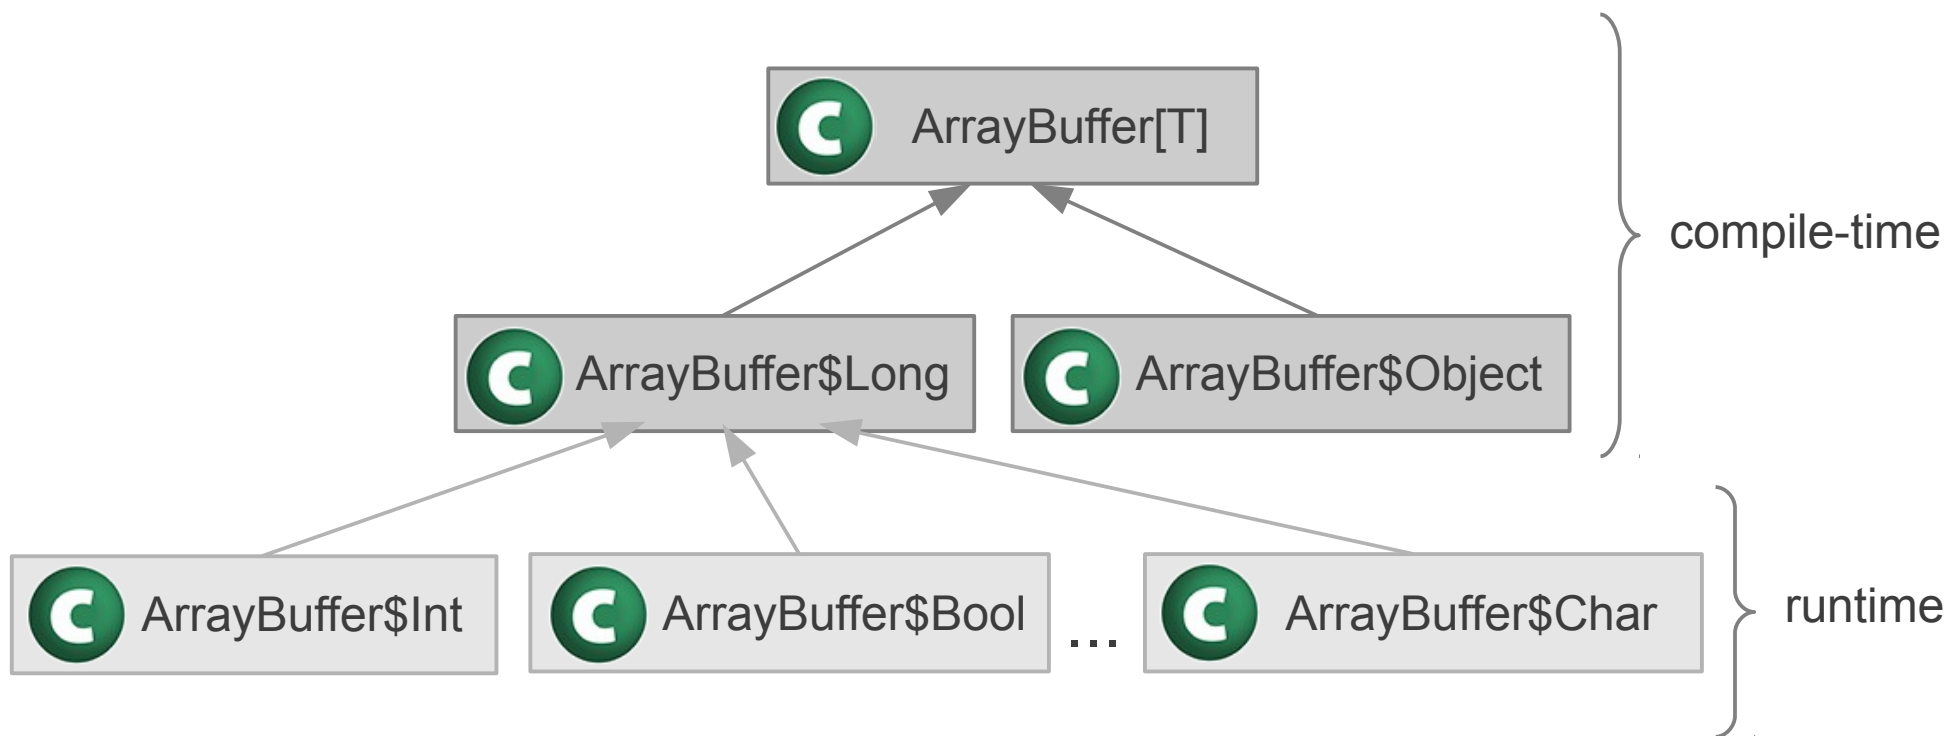 ArrayBuffer[T]
compile-time
ArrayBuffer$Long
ArrayBuffer$Object
ArrayBuffer$Int
ArrayBuffer$Bool
...
ArrayBuffer$Char
runtime